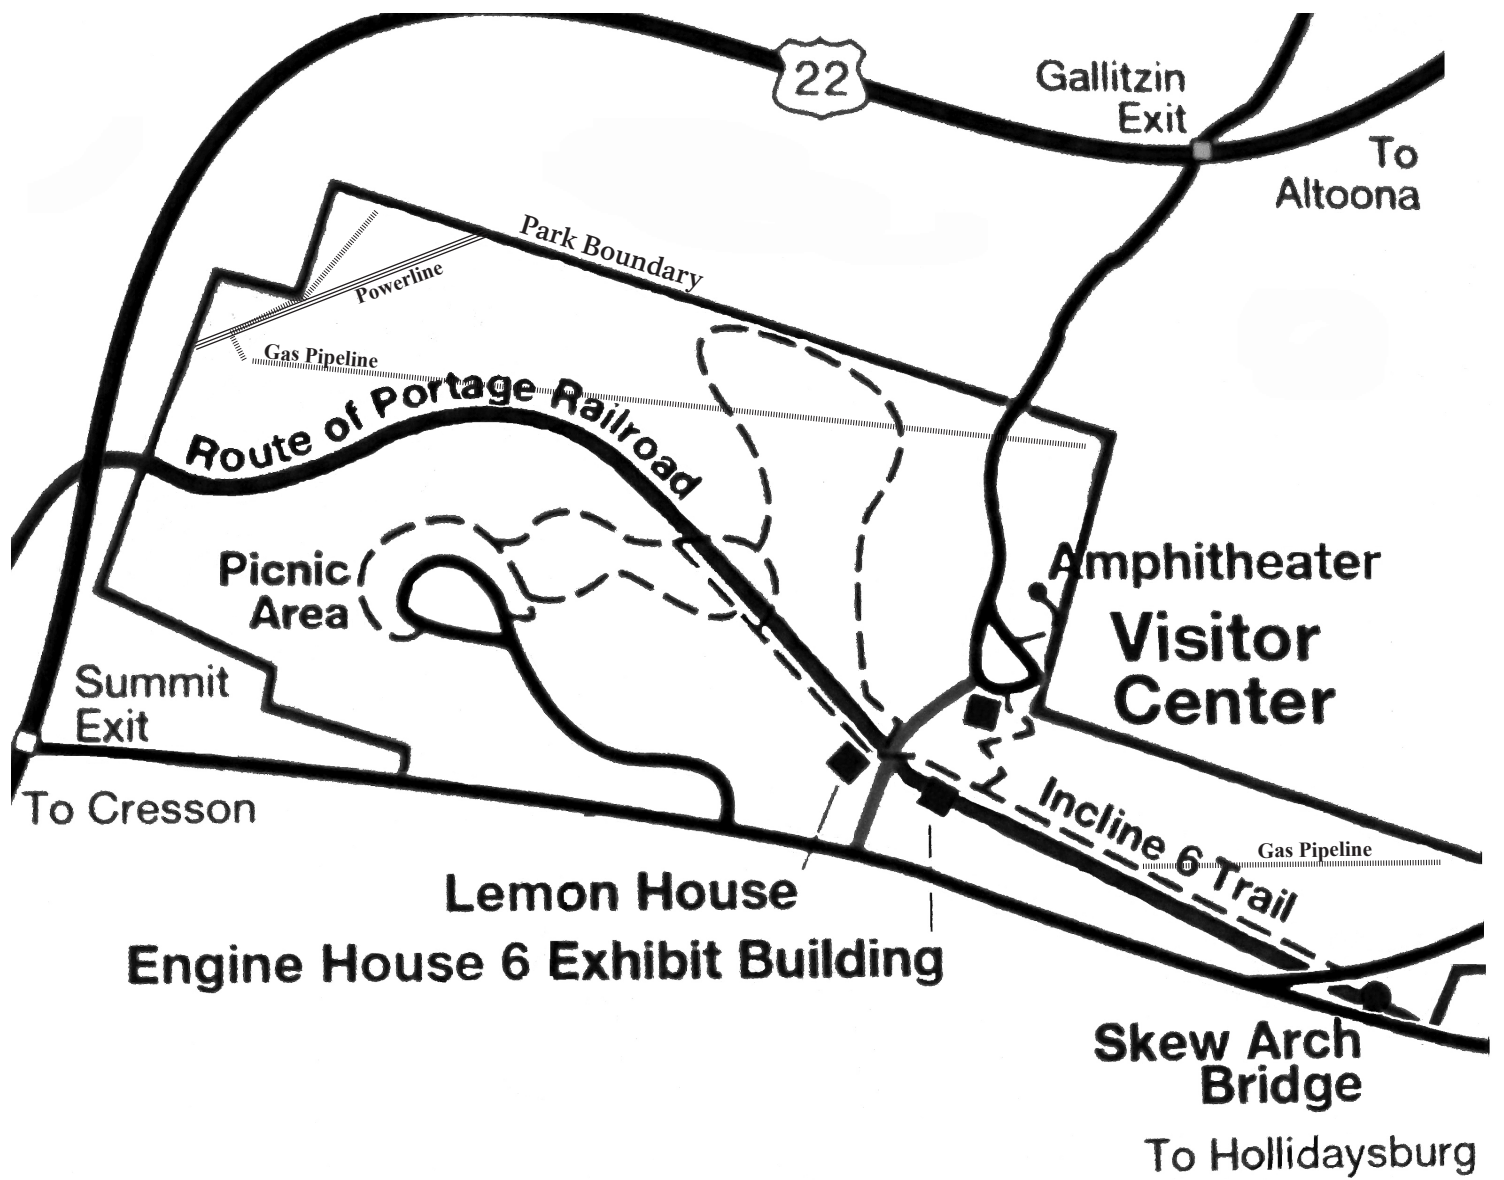 22
Gallitzin
Exit
To
Altoona
Park Boundary
Powerline
Gas Pipeline
Route of Portage Railroad
Picnic
Area
Amphitheater
Visitor
Center
Summit
Exit
To Cresson
Incline 6 Trail
Gas Pipeline
Lemon House
Engine House 6 Exhibit Building
Skew Arch
Bridge
To Hollidaysburg